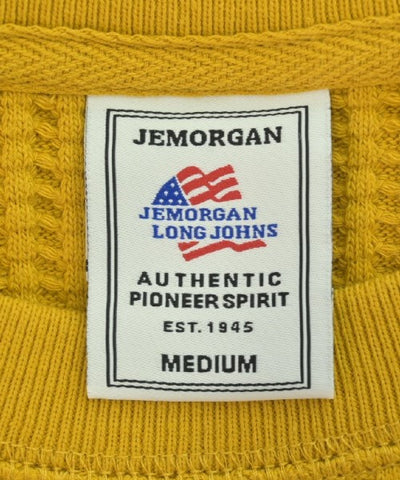 JEMORGAN
JEMORGAN
LONG JOHNS
AUTHENTIC
PIONEER SPIRIT
EST. 1945
MEDIUM